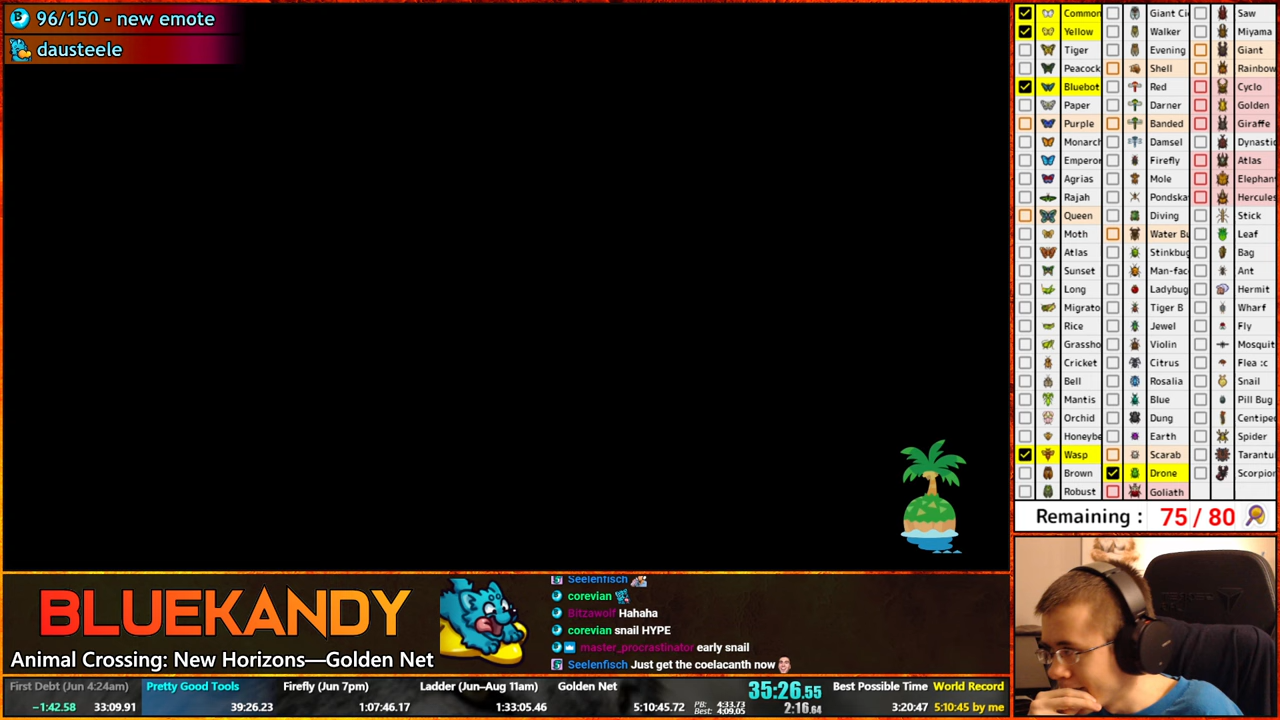 96/150 - new emote
dausteele
Common
Yellow
Tiger
Peacock
Bluebot
Paper
Purple
Monarch
Emperor
Agrias
Rajah
Queen
Moth
Atlas
Sunset
Long
Migrato
Rice
Grassho
Cricket
Bell
Mantis
Orchid
Honeybe
Wasp
Brown
Robust
Giant Ci
Walker
Evening
Shell
Red
Darner
Banded
Damsel
Firefly
Mole
Pondska
Diving
Water Bu
Stinkbug
Man-fac
Ladybug
Tiger B
Jewel
Violin
Citrus
Rosalia
Blue
Dung
Earth
Scarab
Drone
Goliath
Saw
Miyama
Giant
Rainbow
Cyclo
Golden
Giraffe
Dynastic
Atlas
Elephan
Hercules
Stick
Leaf
Bag
Ant
Hermit
Wharf
Fly
Mosquit
Flea :c
Snail
Pill Bug
Centipe
Spider
Tarantu
Scorpion
Remaining : 75 / 80
BLUEKANDY
Animal Crossing: New Horizons—Golden Net
Seelenfisch
corevian
Bitzawolf Hahaha
corevian snail HYPE
master_procrastinator early snail
Seelenfisch Just get the coelacanth now
First Debt (Jun 4:24am) -1:42.58 33:09.91
Pretty Good Tools 39:26.23
Firefly (Jun 7pm) 1:07:46.17
Ladder (Jun–Aug 11am) 1:33:05.46
Golden Net 5:10:45.72
35:26.55
PB: 4:33.73
Best: 4:09.05
2:16.64
Best Possible Time 3:20:47
World Record 5:10:45 by me